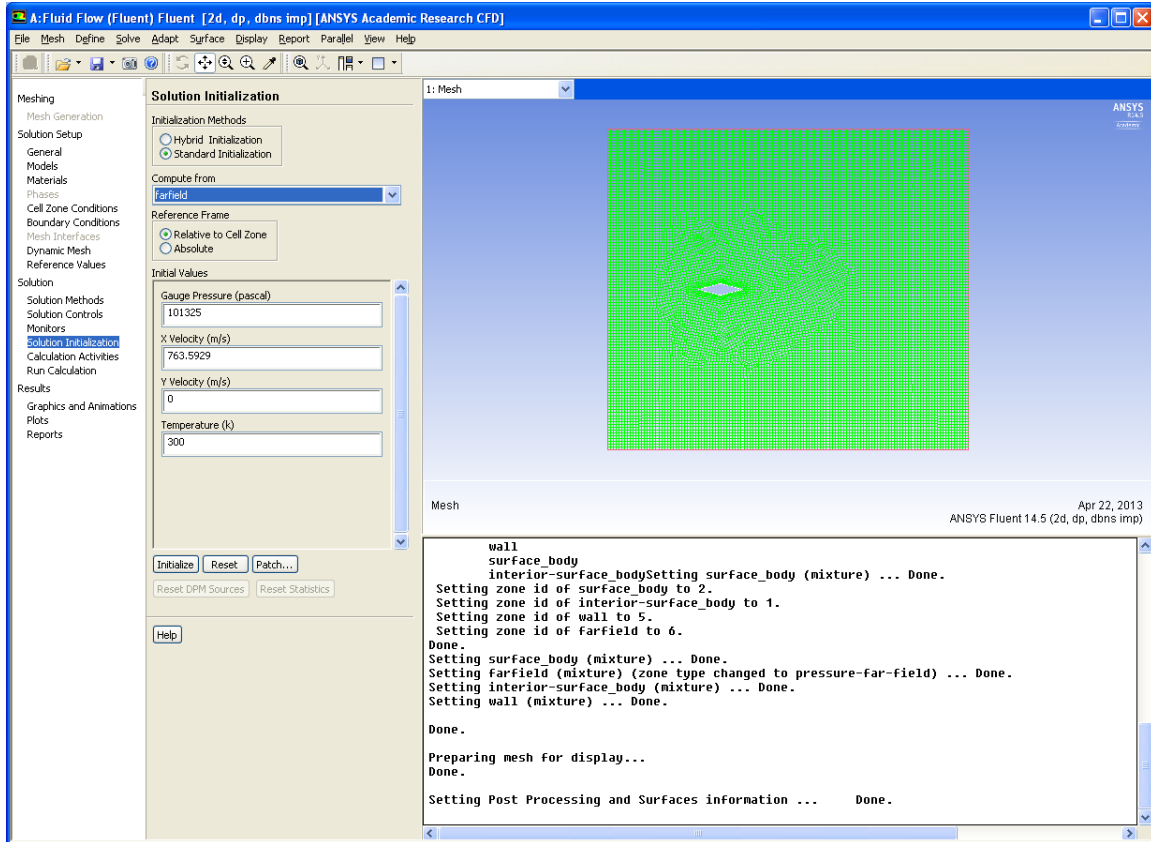 A:Fluid Flow (Fluent) Fluent [2d, dp, dbns imp] [ANSYS Academic Research CFD]
File Mesh Define Solve Adapt Surface Display Report Parallel View Help
Meshing
Mesh Generation
Solution Setup
General
Models
Materials
Phases
Cell Zone Conditions
Boundary Conditions
Mesh Interfaces
Dynamic Mesh
Reference Values
Solution
Solution Methods
Solution Controls
Monitors
Solution Initialization
Calculation Activities
Run Calculation
Results
Graphics and Animations
Plots
Reports
Solution Initialization
Initialization Methods
Hybrid Initialization
Standard Initialization
Compute from
farfield
Reference Frame
Relative to Cell Zone
Absolute
Initial Values
Gauge Pressure (pascal)
101325
X Velocity (m/s)
763.5929
Y Velocity (m/s)
0
Temperature (k)
300
Initialize Reset Patch...
Reset DPM Sources Reset Statistics
Help
1: Mesh
ANSYS
R14.5
Academic
Mesh
Apr 22, 2013
ANSYS Fluent 14.5 (2d, dp, dbns imp)
wall
surface_body
interior-surface_bodySetting surface_body (mixture) ... Done.
Setting zone id of surface_body to 2.
Setting zone id of interior-surface_body to 1.
Setting zone id of wall to 5.
Setting zone id of farfield to 6.
Done.
Setting surface_body (mixture) ... Done.
Setting farfield (mixture) (zone type changed to pressure-far-field) ... Done.
Setting interior-surface_body (mixture) ... Done.
Setting wall (mixture) ... Done.
Done.
Preparing mesh for display...
Done.
Setting Post Processing and Surfaces information ... Done.